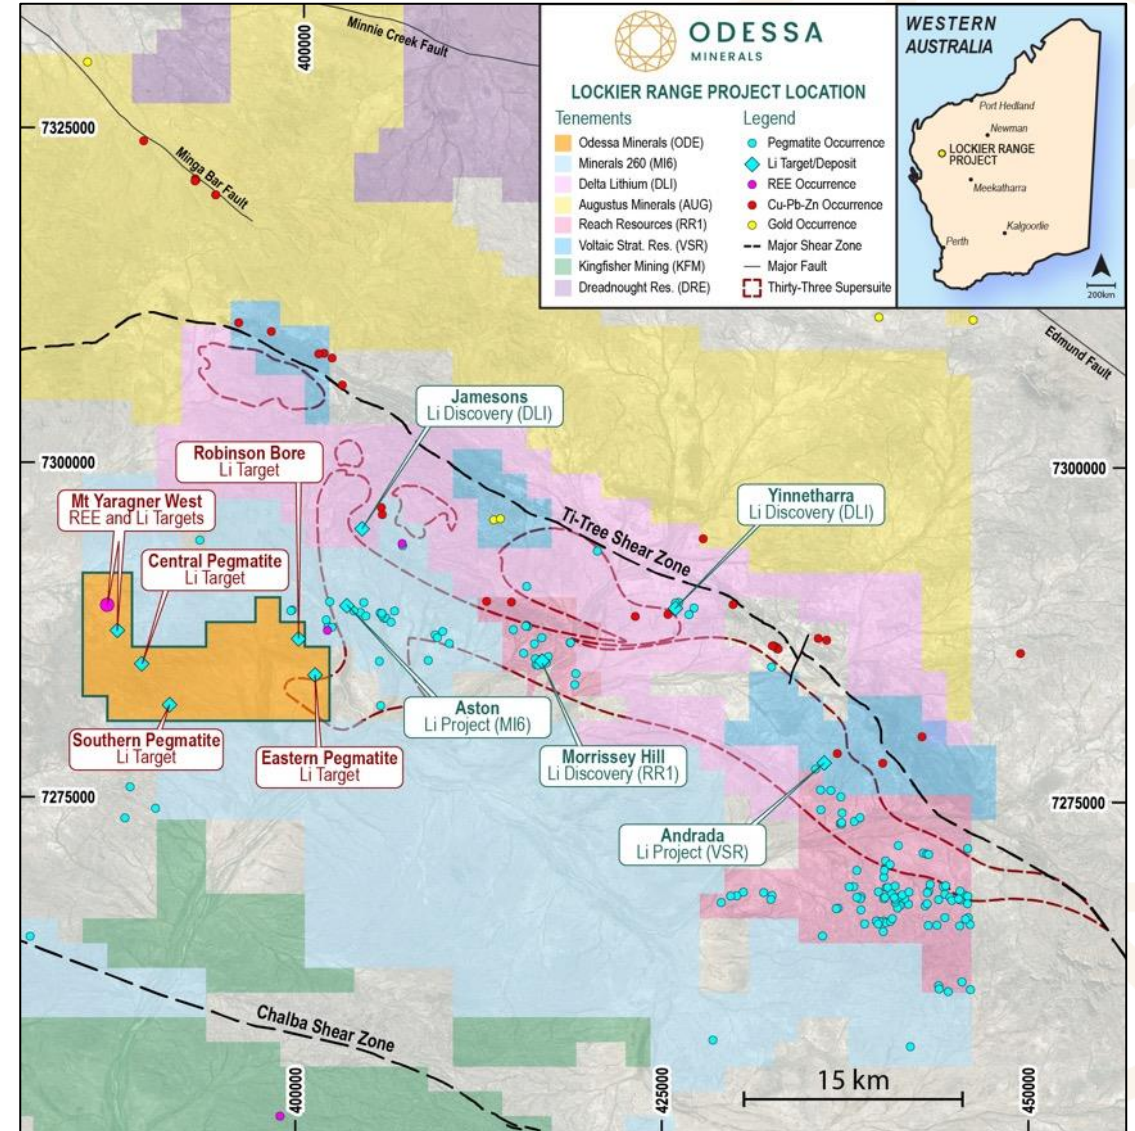 ODESSA
MINERALS
LOCKIER RANGE PROJECT LOCATION
Tenements
Odessa Minerals (ODE)
Minerals 260 (MI6)
Delta Lithium (DLI)
Augustus Minerals (AUG)
Reach Resources (RR1)
Voltaic Strat. Res. (VSR)
Kingfisher Mining (KFM)
Dreadnought Res. (DRE)
Legend
Pegmatite Occurrence
Li Target/Deposit
REE Occurrence
Cu-Pb-Zn Occurrence
Gold Occurrence
Major Shear Zone
Major Fault
Thirty-Three Supersuite
WESTERN
AUSTRALIA
Port Hedland
Newman
LOCKIER RANGE
PROJECT
Meekatharra
Kalgoorlie
Perth
200km
400000
Minnie Creek Fault
7325000
Minga Bar Fault
Edmund Fault
Jamesons
Li Discovery (DLI)
7300000
7300000
Robinson Bore
Li Target
Mt Yaragner West
REE and Li Targets
Yinnetharra
Li Discovery (DLI)
Ti-Tree Shear Zone
Central Pegmatite
Li Target
Aston
Li Project (MI6)
Southern Pegmatite
Li Target
Eastern Pegmatite
Li Target
Morrissey Hill
Li Discovery (RR1)
7275000
7275000
Andrada
Li Project (VSR)
Chalba Shear Zone
15 km
400000
425000
450000